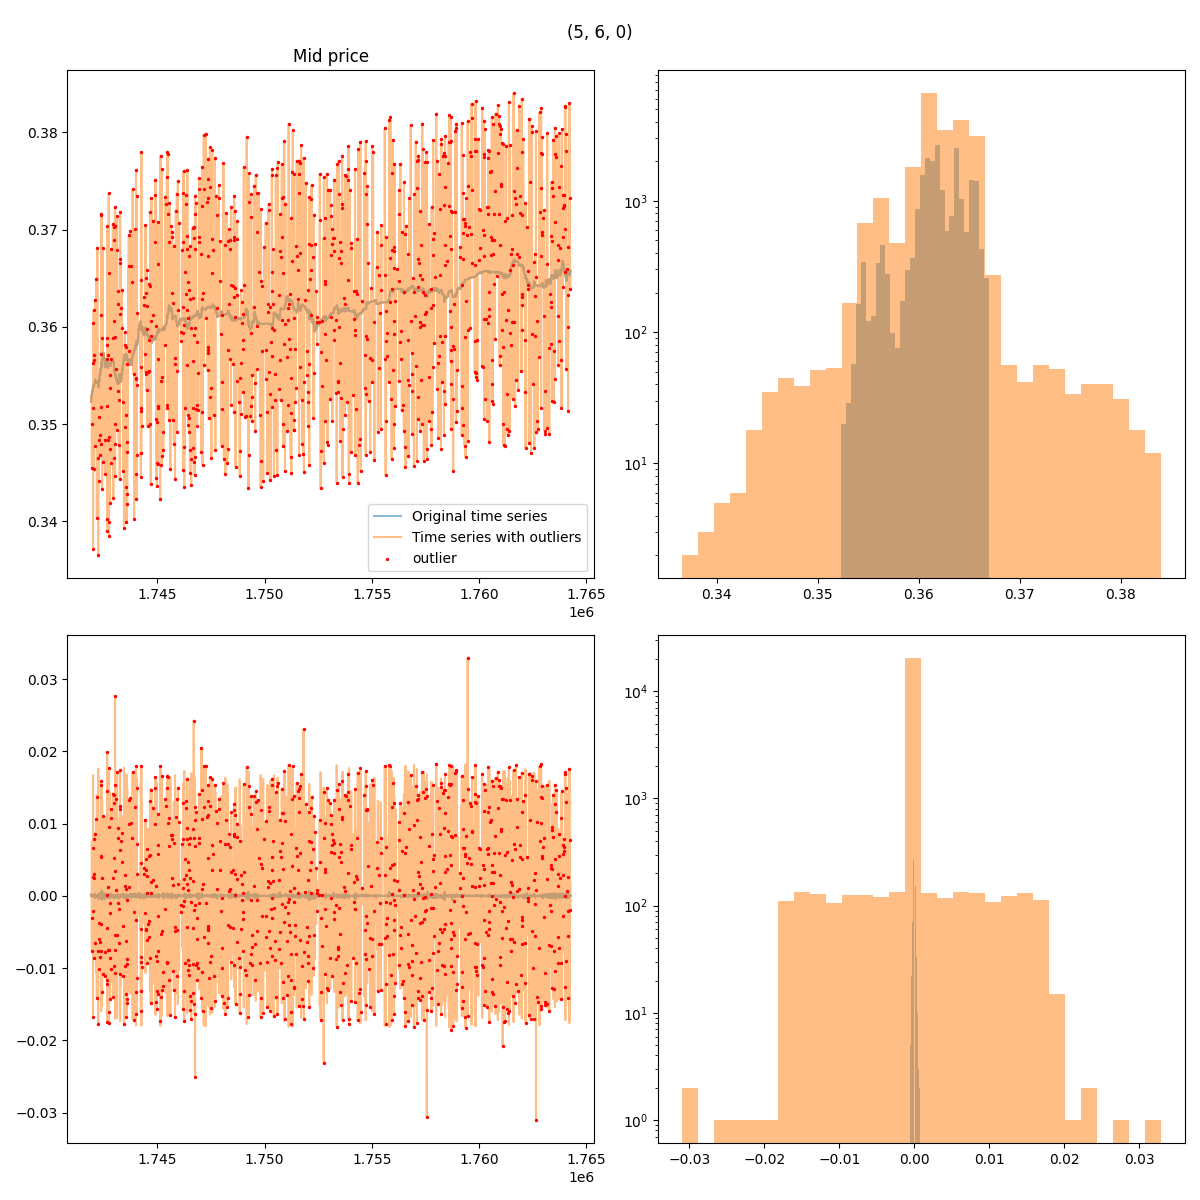 (5, 6, 0)
Mid price
0.38
0.37
0.36
0.35
0.34
Original time series
Time series with outliers
outlier
1.745 1.750 1.755 1.760 1.765
1e6
10³
10²
10¹
0.34 0.35 0.36 0.37 0.38
0.03
0.02
0.01
0.00
−0.01
−0.02
−0.03
1.745 1.750 1.755 1.760 1.765
1e6
10⁴
10³
10²
10¹
10⁰
−0.03 −0.02 −0.01 0.00 0.01 0.02 0.03